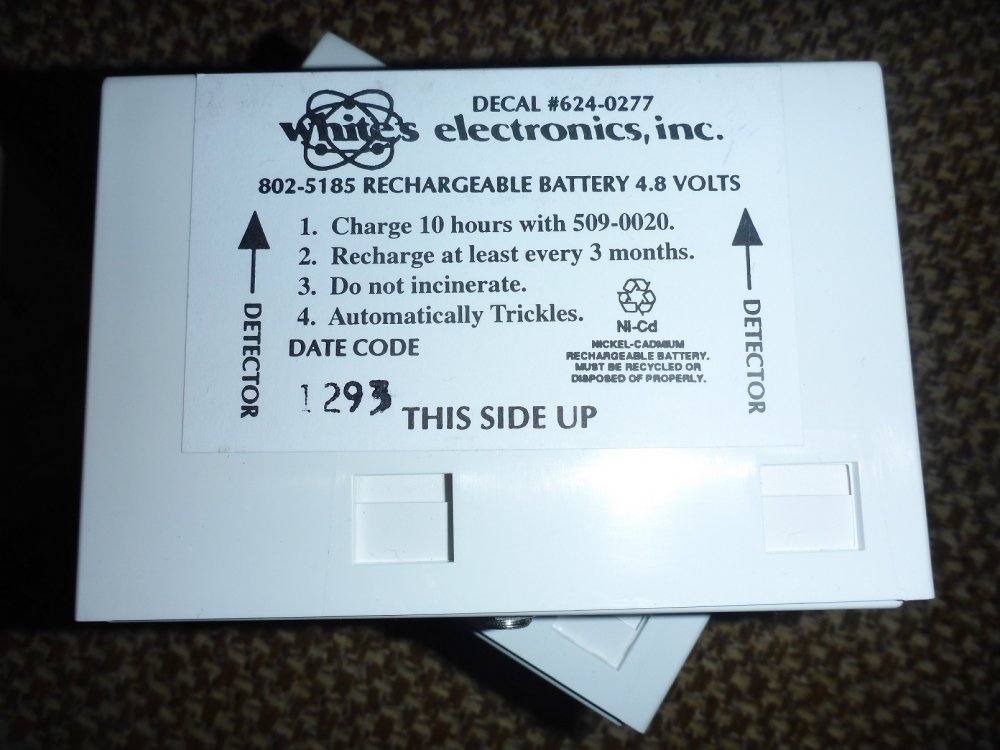 DECAL #624-0277
white's electronics, inc.
802-5185 RECHARGEABLE BATTERY 4.8 VOLTS
1. Charge 10 hours with 509-0020.
2. Recharge at least every 3 months.
3. Do not incinerate.
4. Automatically Trickles.
DETECTOR
DETECTOR
Ni-Cd
NICKEL-CADMIUM
RECHARGEABLE BATTERY.
MUST BE RECYCLED OR
DISPOSED OF PROPERLY.
DATE CODE
1293
THIS SIDE UP